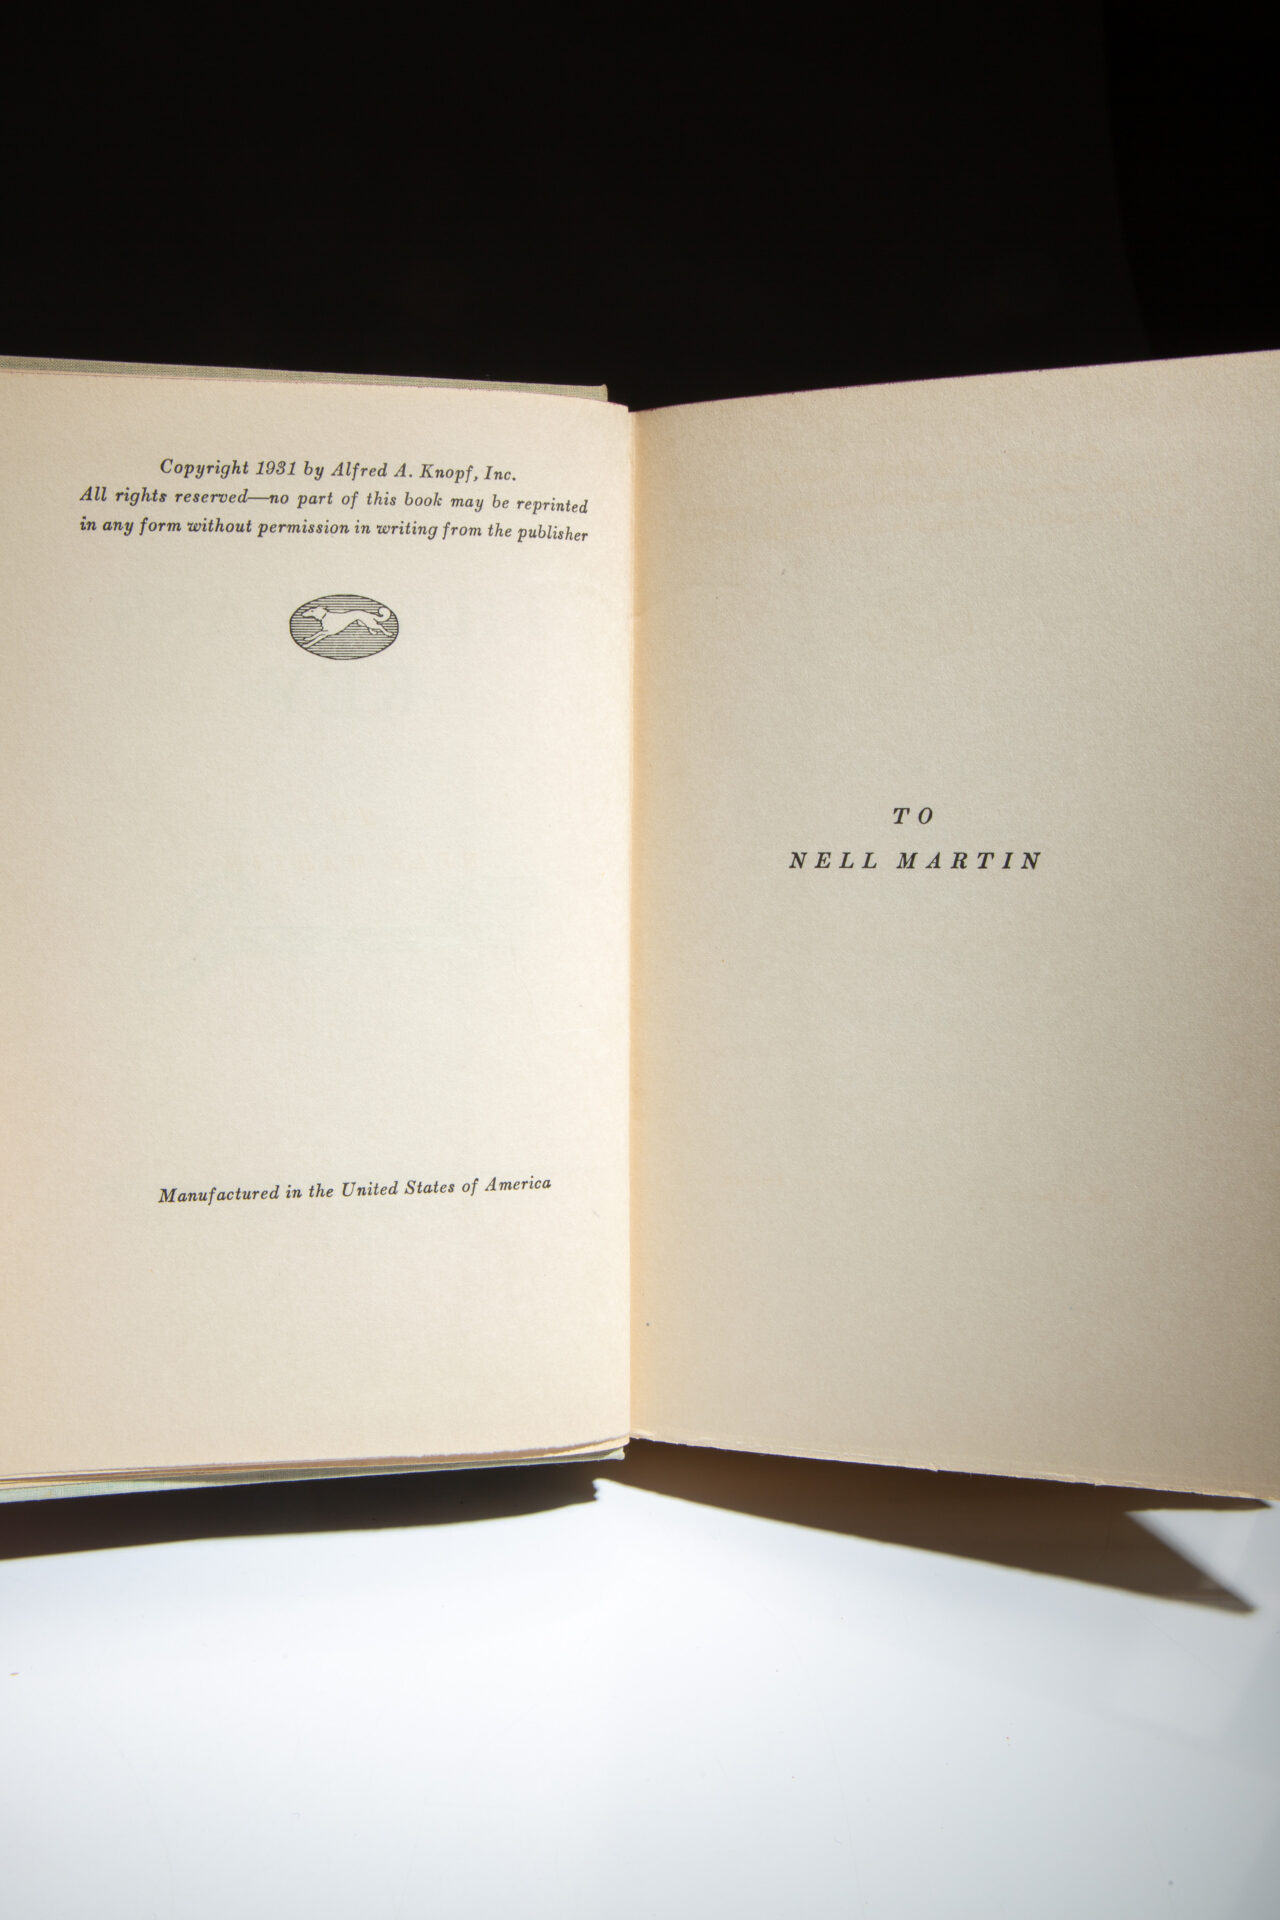 Copyright 1931 by Alfred A. Knopf, Inc.
All rights reserved—no part of this book may be reprinted
in any form without permission in writing from the publisher
Manufactured in the United States of America
TO
NELL MARTIN